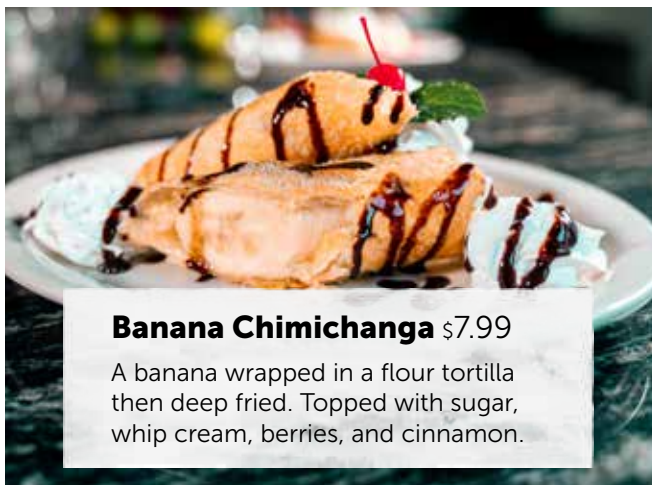 Banana Chimichanga $7.99
A banana wrapped in a flour tortilla
then deep fried. Topped with sugar,
whip cream, berries, and cinnamon.